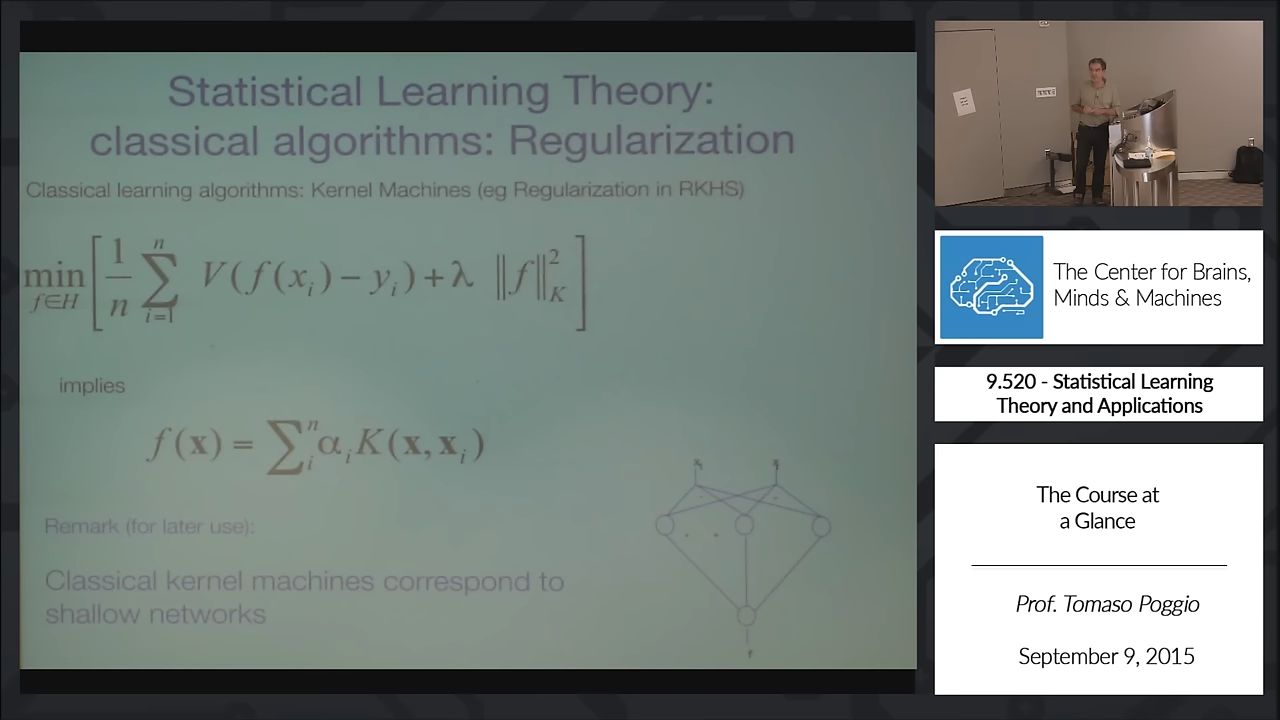 Statistical Learning Theory:
classical algorithms: Regularization
Classical learning algorithms: Kernel Machines (eg Regularization in RKHS)
min_{f∈H} [ 1/n ∑_{i=1}^{n} V(f(x_i) − y_i) + λ ‖f‖_K^2 ]
implies
f(𝐱) = ∑_i^n α_i K(𝐱, 𝐱_i)
Remark (for later use):
Classical kernel machines correspond to
shallow networks
f
The Center for Brains,
Minds & Machines
9.520 - Statistical Learning
Theory and Applications
The Course at
a Glance
Prof. Tomaso Poggio
September 9, 2015